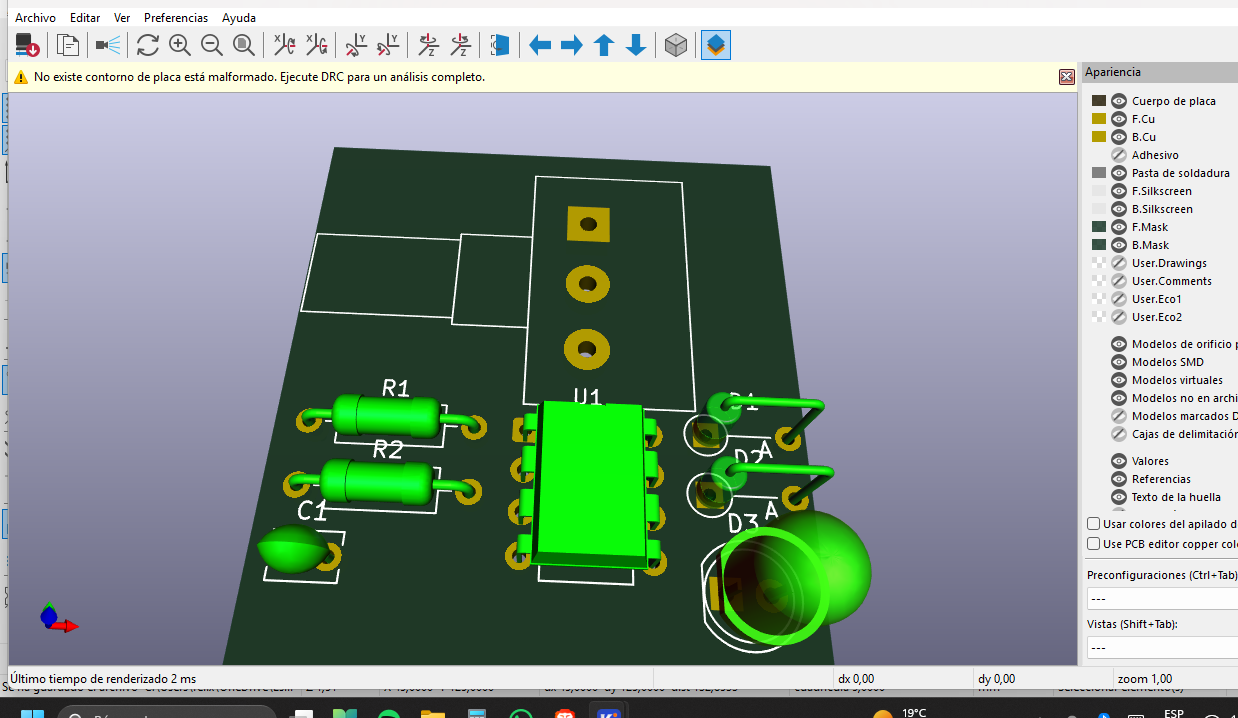 Archivo Editar Ver Preferencias Ayuda
No existe contorno de placa está malformado. Ejecute DRC para un análisis completo.
Apariencia
Cuerpo de placa
F.Cu
B.Cu
Adhesivo
Pasta de soldadura
F.Silkscreen
B.Silkscreen
F.Mask
B.Mask
User.Drawings
User.Comments
User.Eco1
User.Eco2
Modelos de orificio p
Modelos SMD
Modelos virtuales
Modelos no en archi
Modelos marcados D
Cajas de delimitación
Valores
Referencias
Texto de la huella
Usar colores del apilado d
Use PCB editor copper col
Preconfiguraciones (Ctrl+Tab)
---
Vistas (Shift+Tab):
---
R1
U1
D1
R2
D2
A
C1
D3
A
Último tiempo de renderizado 2 ms
dx 0,00
dy 0,00
zoom 1,00
19°C
ESP